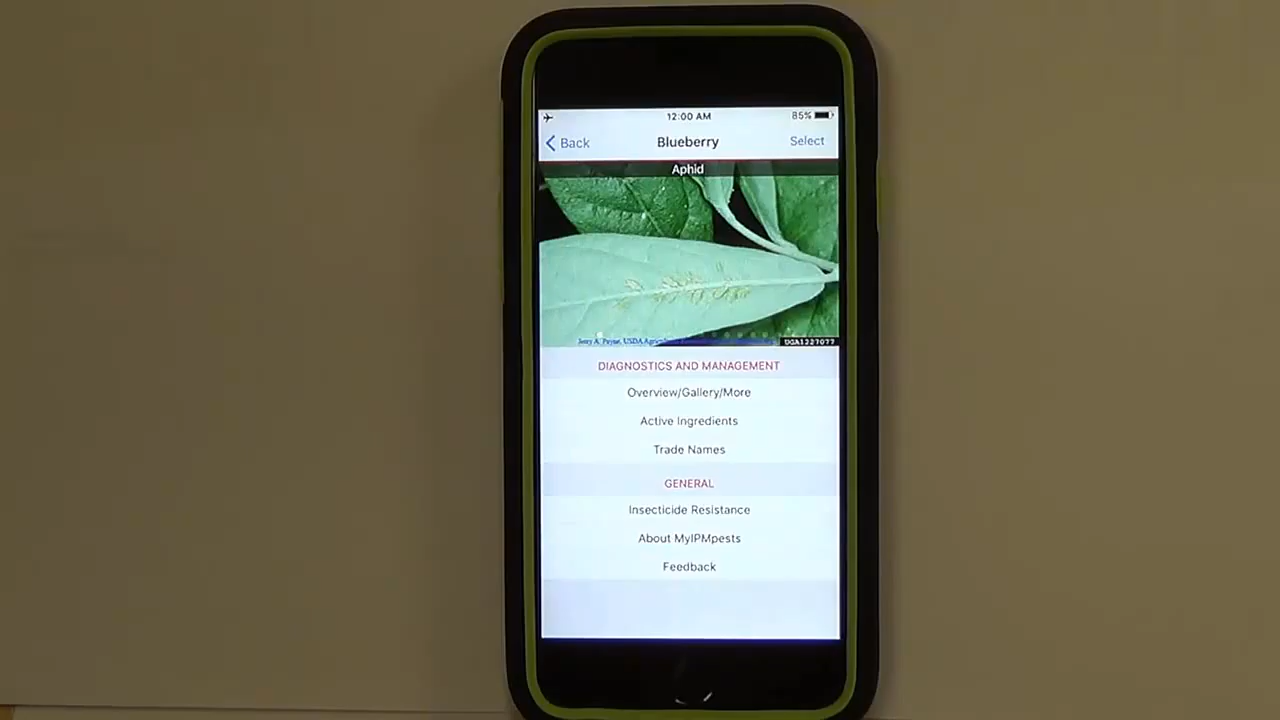 12:00 AM
85%
Back
Blueberry
Select
Aphid
Jerry A. Payne, USDA
UGA1227077
DIAGNOSTICS AND MANAGEMENT
Overview/Gallery/More
Active Ingredients
Trade Names
GENERAL
Insecticide Resistance
About MyIPMpests
Feedback